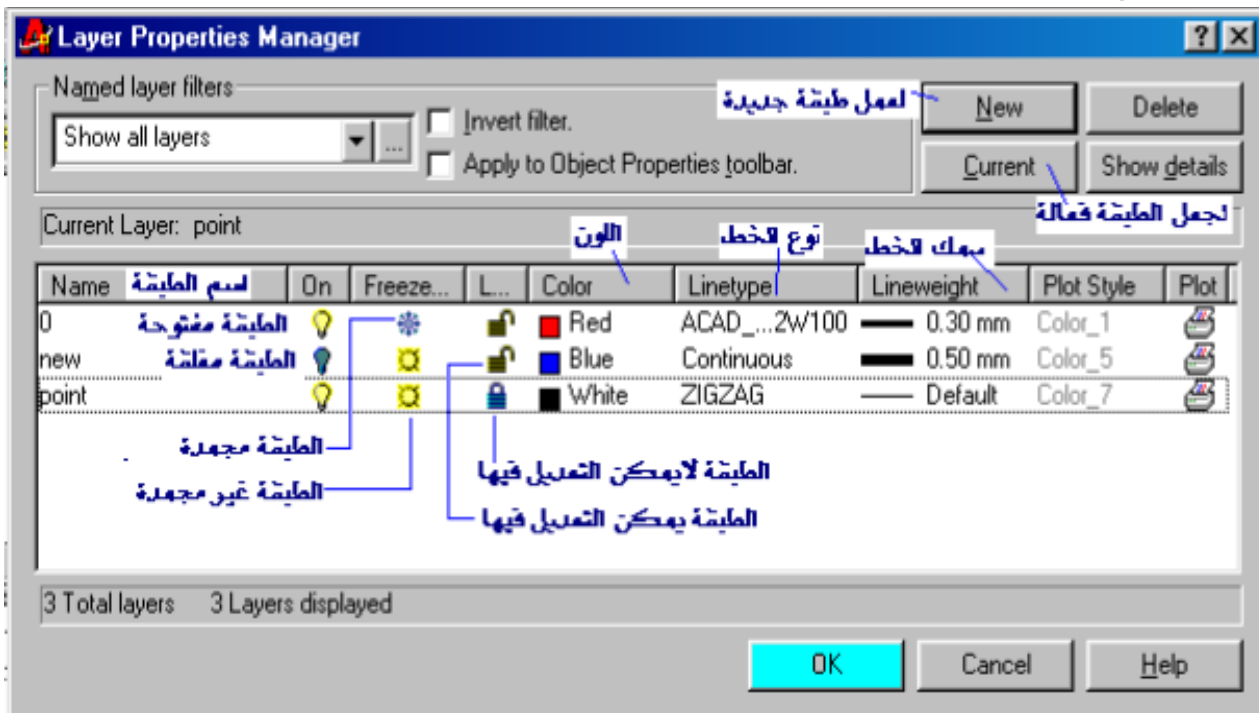 Layer Properties Manager
Named layer filters
لعمل طبقة جديدة
New
Delete
Show all layers
...
Invert filter.
Apply to Object Properties toolbar.
Current
Show details
لجعل الطبقة فعالة
Current Layer: point
اللون
نوع الخط
سمك الخط
Name اسم الطبقة On Freeze... L... Color Linetype Lineweight Plot Style Plot
0 الطبقة مفتوحة Red ACAD_...2W100 0.30 mm Color_1
new الطبقة مغلقة Blue Continuous 0.50 mm Color_5
point White ZIGZAG Default Color_7
الطبقة مجمدة
الطبقة لايمكن التعديل فيها
الطبقة غير مجمدة
الطبقة يمكن التعديل فيها
3 Total layers 3 Layers displayed
OK
Cancel
Help